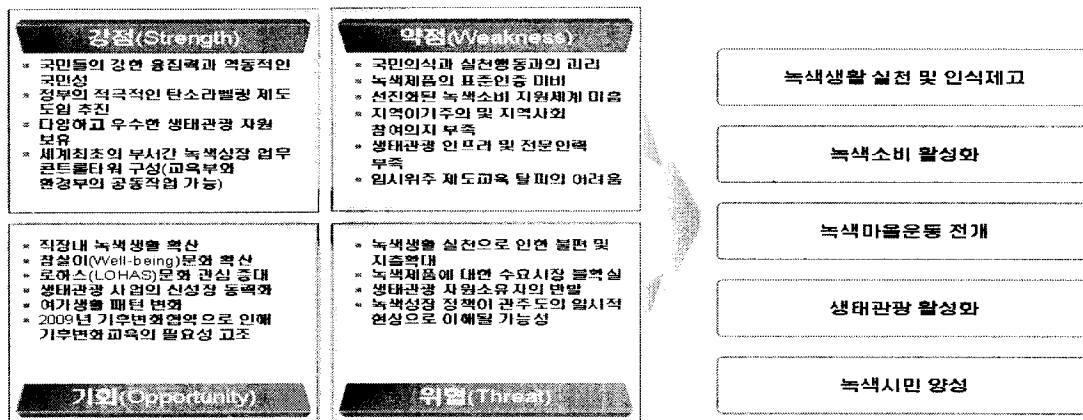 강점(Strength)
* 국민들의 강한 응집력과 역동적인
국민성
* 정부의 적극적인 탄소라벨링 제도
도입 추진
* 다양하고 우수한 생태관광 자원
보유
* 세계최초의 부서간 녹색성장 업무
콘트롤타워 구성(교육부와
환경부의 공동작업 가능)
약점(Weakness)
* 국민의식과 실천행동과의 괴리
* 녹색제품의 표준인증 미비
* 선진화된 녹색소비 지원체계 미흡
* 지역이기주의 및 지역사회
참여의지 부족
* 생태관광 인프라 및 전문인력
부족
* 입시위주 제도교육 탈피의 어려움
* 직장내 녹색생활 확산
* 참살이(Well-being)문화 확산
* 로하스(LOHAS)문화 관심 증대
* 생태관광 사업의 신성장 동력화
* 여가생활 패턴 변화
* 2009년 기후변화협약으로 인해
기후변화교육의 필요성 고조
기회(Opportunity)
* 녹색생활 실천으로 인한 불편 및
지출확대
* 녹색제품에 대한 수요시장 불확실
* 생태관광 자원소유자의 반발
* 녹색성장 정책이 관주도의 일시적
현상으로 이해될 가능성
위협(Threat)
녹색생활 실천 및 인식제고
녹색소비 활성화
녹색마을운동 전개
생태관광 활성화
녹색시민 양성